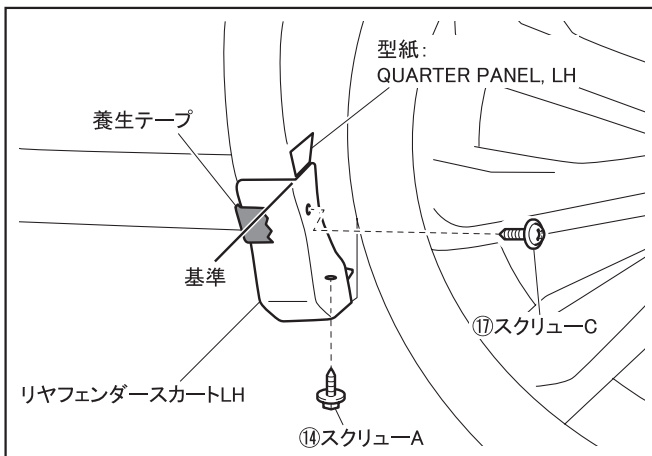 型紙:
QUARTER PANEL, LH
養生テープ
基準
⑰スクリューC
リヤフェンダースカートLH
⑭スクリューA